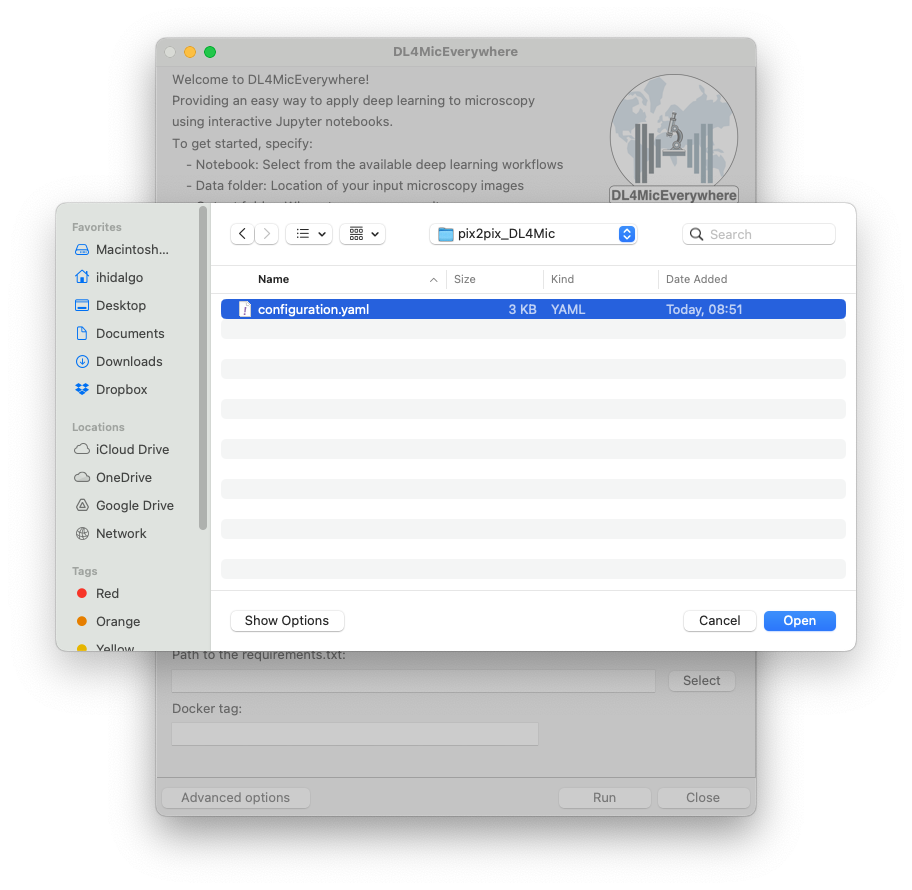 DL4MicEverywhere
Welcome to DL4MicEverywhere!
Providing an easy way to apply deep learning to microscopy
using interactive Jupyter notebooks.
To get started, specify:
- Notebook: Select from the available deep learning workflows
- Data folder: Location of your input microscopy images
DL4MicEverywhere
Favorites
Macintosh...
ihidalgo
Desktop
Documents
Downloads
Dropbox
Locations
iCloud Drive
OneDrive
Google Drive
Network
Tags
Red
Orange
Yellow
pix2pix_DL4Mic
Search
Name Size Kind Date Added
configuration.yaml 3 KB YAML Today, 08:51
Show Options Cancel Open
Path to the requirements.txt:
Select
Docker tag:
Advanced options Run Close